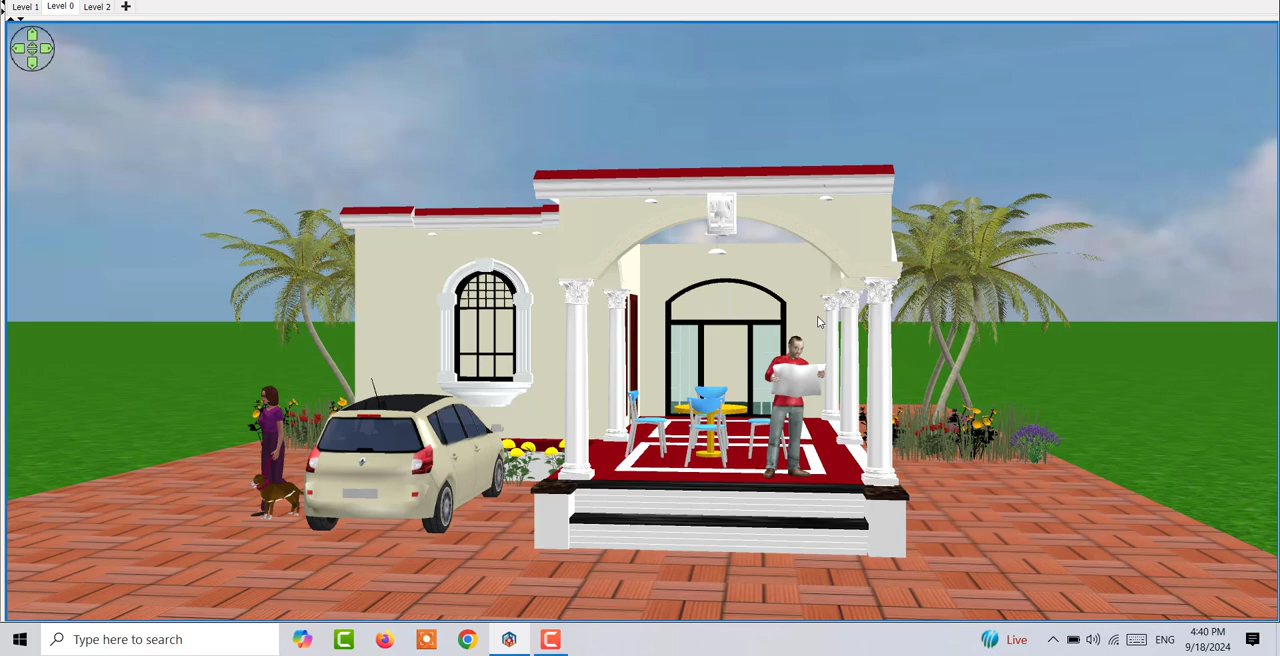 Level 1 Level 0 Level 2
Type here to search
Live
ENG
4:40 PM
9/18/2024